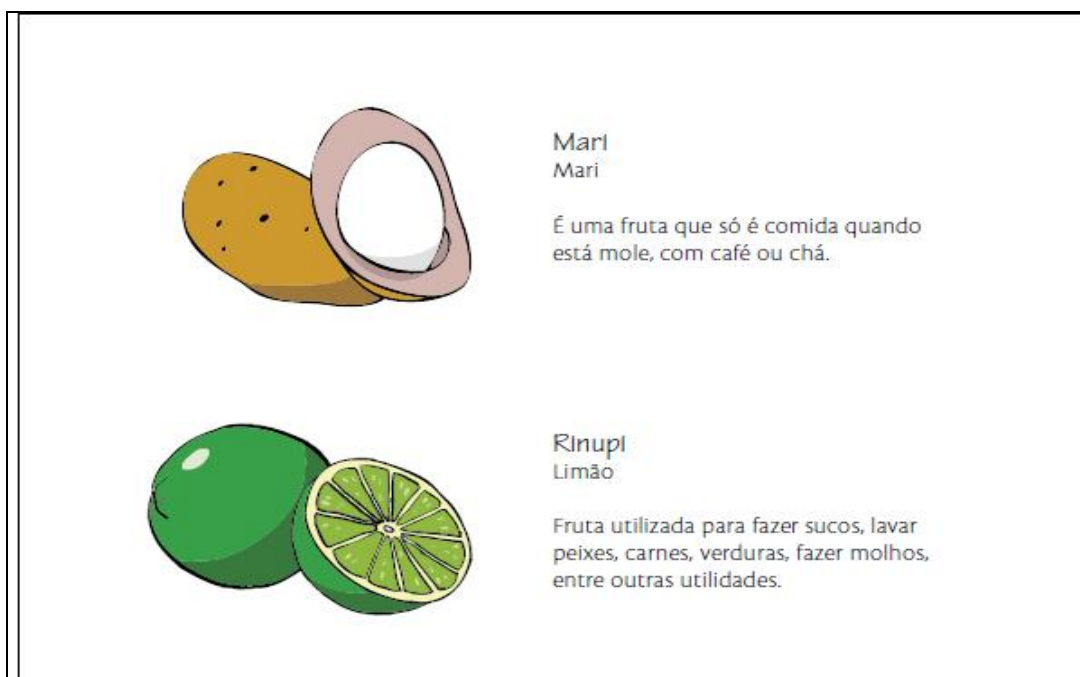 Mari
Mari
É uma fruta que só é comida quando
está mole, com café ou chá.
Rinupi
Limão
Fruta utilizada para fazer sucos, lavar
peixes, carnes, verduras, fazer molhos,
entre outras utilidades.